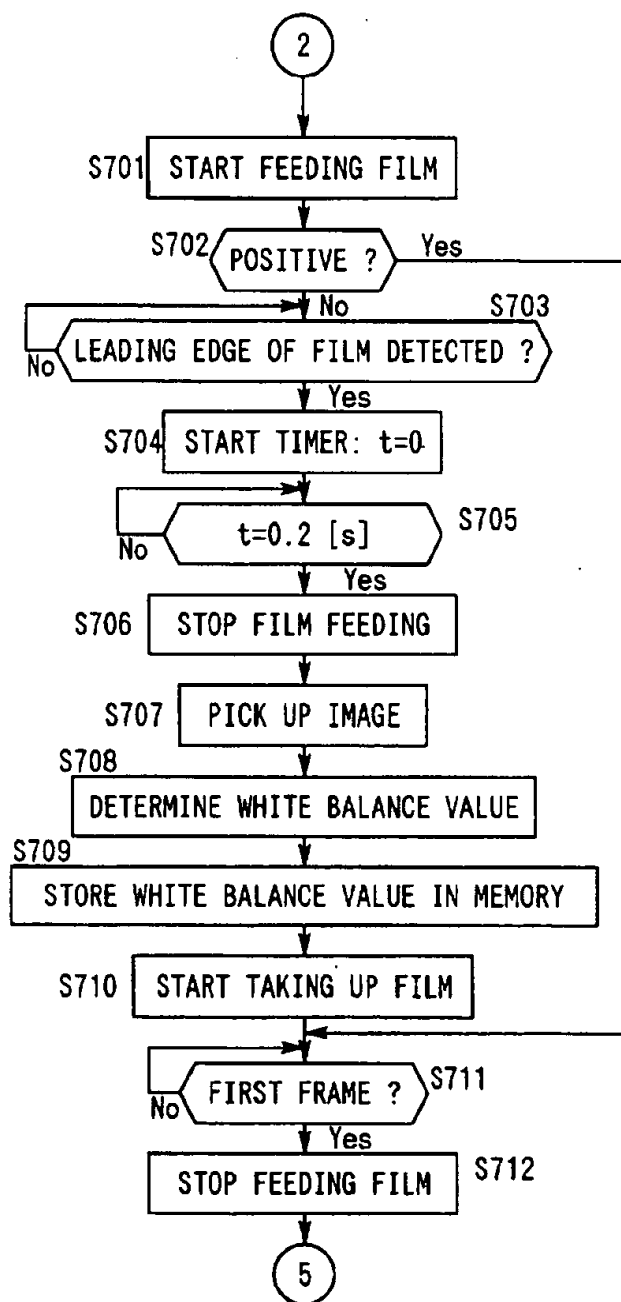 2
S701 START FEEDING FILM
S702 POSITIVE ? Yes
No S703
LEADING EDGE OF FILM DETECTED ?
No
Yes
S704 START TIMER: t=0
t=0.2 [s] S705
No
Yes
S706 STOP FILM FEEDING
S707 PICK UP IMAGE
S708
DETERMINE WHITE BALANCE VALUE
S709
STORE WHITE BALANCE VALUE IN MEMORY
S710 START TAKING UP FILM
FIRST FRAME ? S711
No
Yes
STOP FEEDING FILM S712
5